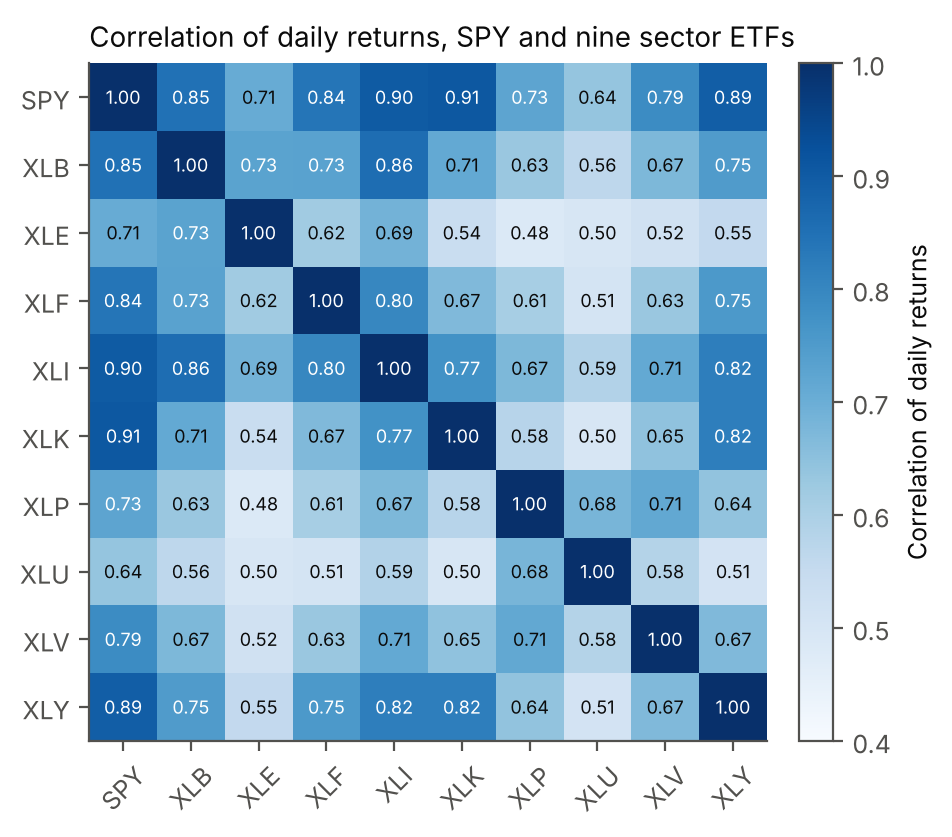 Correlation of daily returns, SPY and nine sector ETFs
SPY 1.00 0.85 0.71 0.84 0.90 0.91 0.73 0.64 0.79 0.89
XLB 0.85 1.00 0.73 0.73 0.86 0.71 0.63 0.56 0.67 0.75
XLE 0.71 0.73 1.00 0.62 0.69 0.54 0.48 0.50 0.52 0.55
XLF 0.84 0.73 0.62 1.00 0.80 0.67 0.61 0.51 0.63 0.75
XLI 0.90 0.86 0.69 0.80 1.00 0.77 0.67 0.59 0.71 0.82
XLK 0.91 0.71 0.54 0.67 0.77 1.00 0.58 0.50 0.65 0.82
XLP 0.73 0.63 0.48 0.61 0.67 0.58 1.00 0.68 0.71 0.64
XLU 0.64 0.56 0.50 0.51 0.59 0.50 0.68 1.00 0.58 0.51
XLV 0.79 0.67 0.52 0.63 0.71 0.65 0.71 0.58 1.00 0.67
XLY 0.89 0.75 0.55 0.75 0.82 0.82 0.64 0.51 0.67 1.00
SPY XLB XLE XLF XLI XLK XLP XLU XLV XLY
1.0
0.9
0.8
0.7
0.6
0.5
0.4
Correlation of daily returns